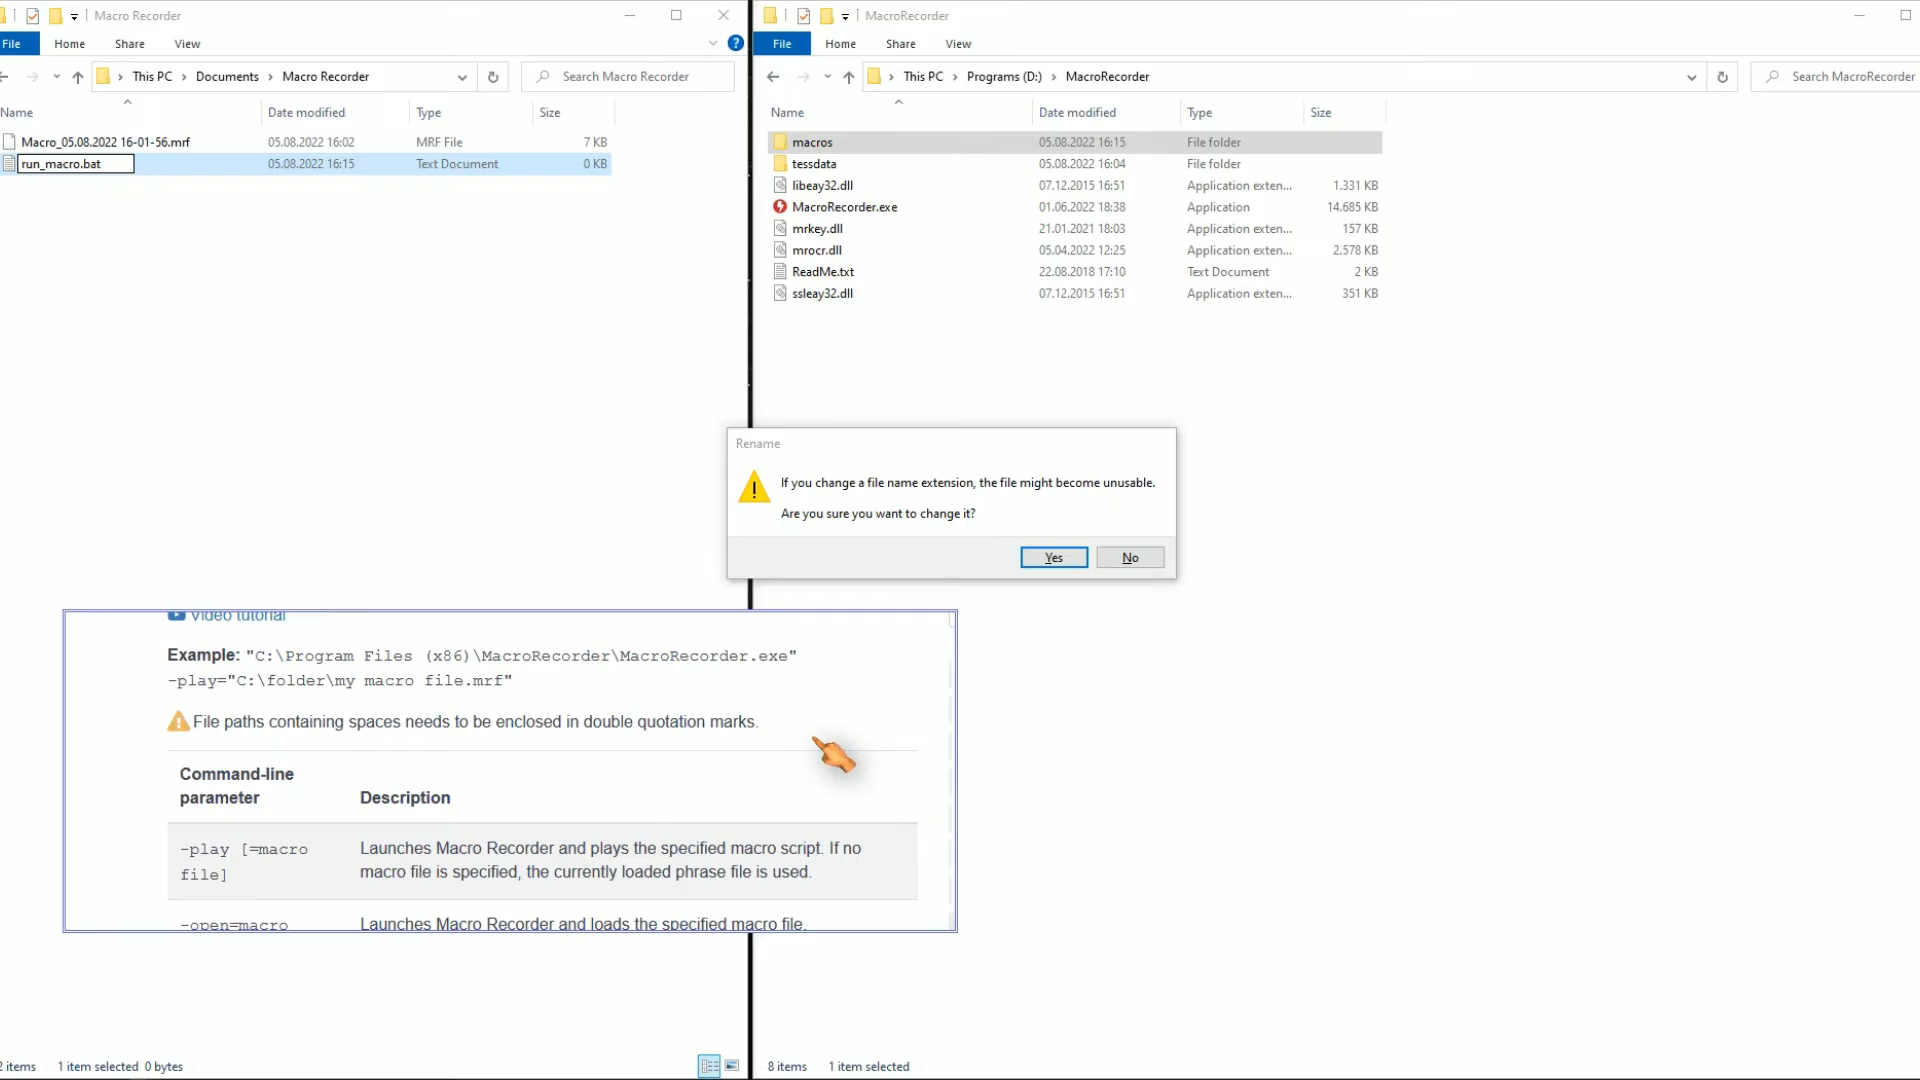 Macro Recorder
File Home Share View
This PC › Documents › Macro Recorder
Search Macro Recorder
Name Date modified Type Size
Macro_05.08.2022 16-01-56.mrf 05.08.2022 16:02 MRF File 7 KB
run_macro.bat 05.08.2022 16:15 Text Document 0 KB
2 items 1 item selected 0 bytes
MacroRecorder
File Home Share View
This PC › Programs (D:) › MacroRecorder
Search MacroRecorder
Name Date modified Type Size
macros 05.08.2022 16:15 File folder
tessdata 05.08.2022 16:04 File folder
libeay32.dll 07.12.2015 16:51 Application exten... 1.331 KB
MacroRecorder.exe 01.06.2022 18:38 Application 14.685 KB
mrkey.dll 21.01.2021 18:03 Application exten... 157 KB
mrocr.dll 05.04.2022 12:25 Application exten... 2.578 KB
ReadMe.txt 22.08.2018 17:10 Text Document 2 KB
ssleay32.dll 07.12.2015 16:51 Application exten... 351 KB
8 items 1 item selected
Rename
If you change a file name extension, the file might become unusable.
Are you sure you want to change it?
Yes No
Video tutorial
Example: "C:\Program Files (x86)\MacroRecorder\MacroRecorder.exe"
-play="C:\folder\my macro file.mrf"
File paths containing spaces needs to be enclosed in double quotation marks.
Command-line
parameter Description
-play [=macro
file]
Launches Macro Recorder and plays the specified macro script. If no
macro file is specified, the currently loaded phrase file is used.
-open=macro Launches Macro Recorder and loads the specified macro file.